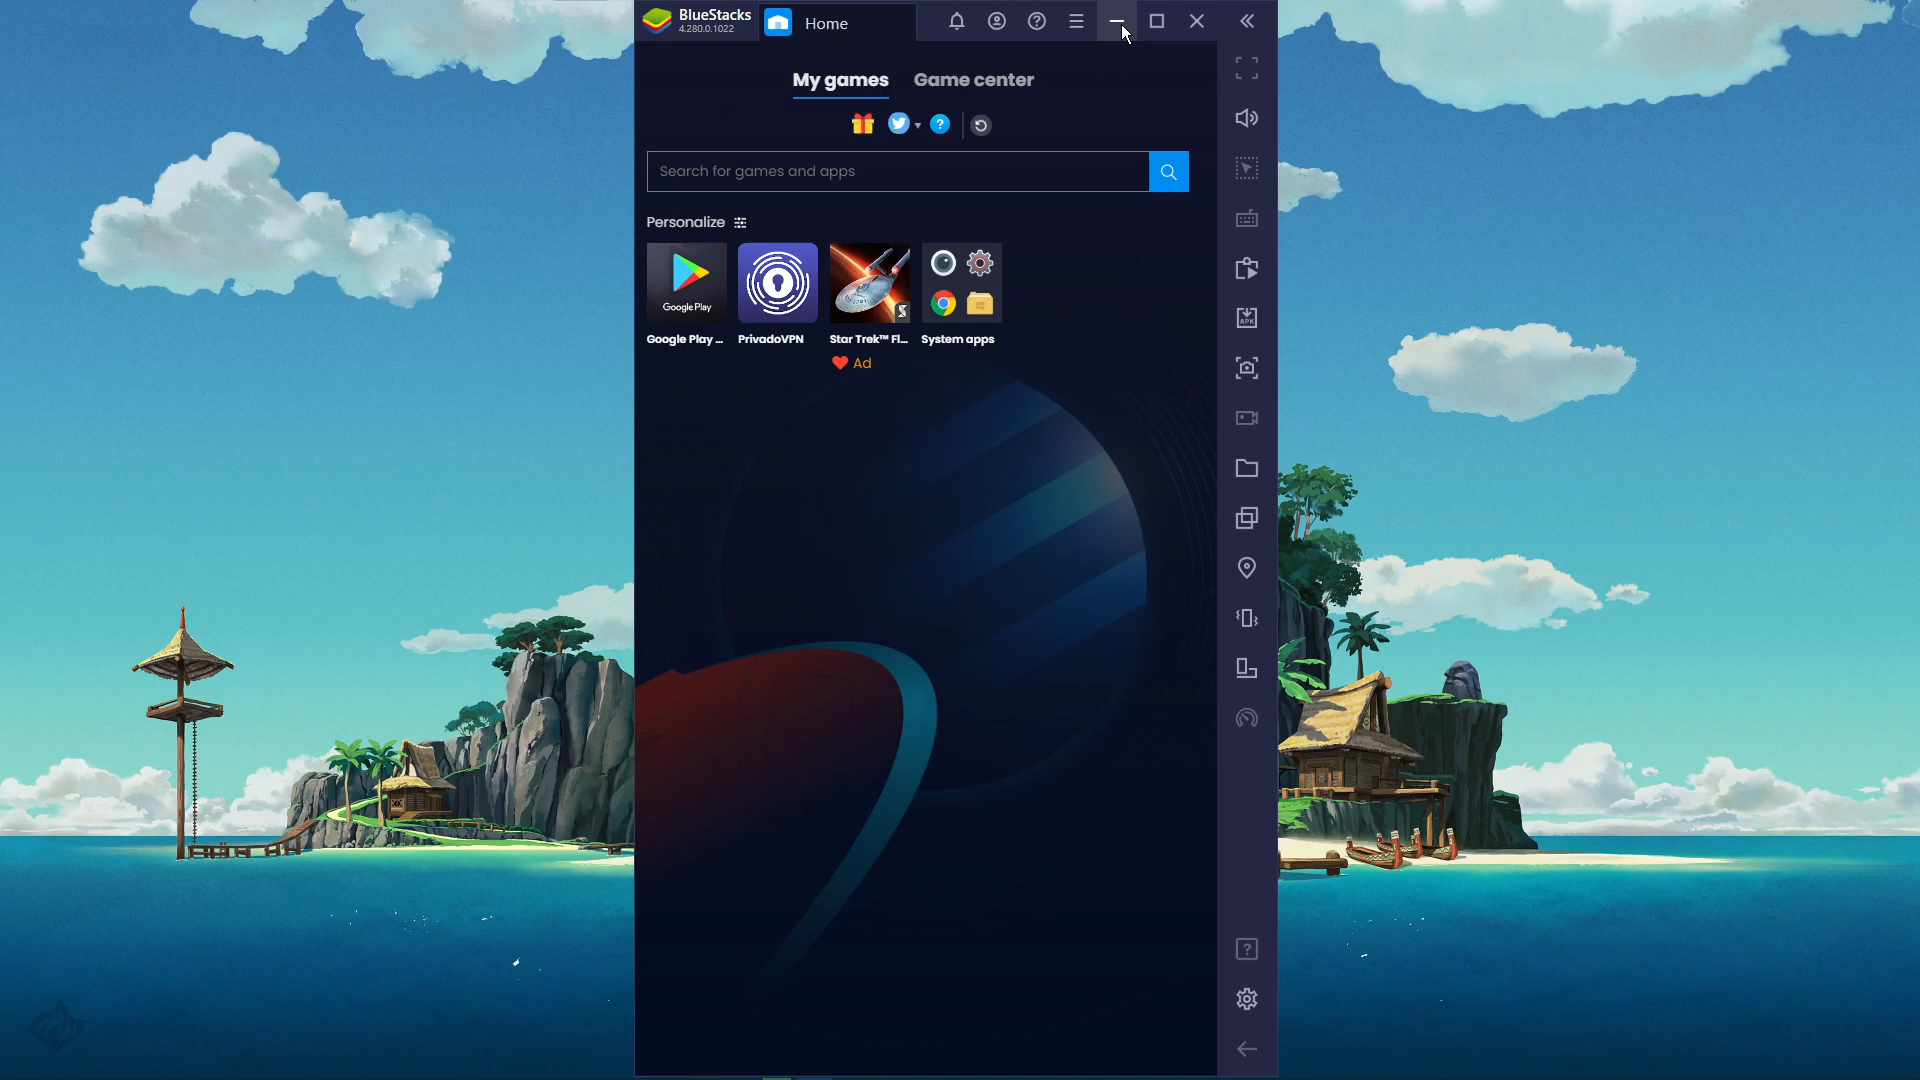 BlueStacks
4.280.0.1022
Home
My games
Game center
Search for games and apps
Personalize
Google Play
Google Play ...
PrivadoVPN
Star Trek™ Fl...
System apps
Ad
APK